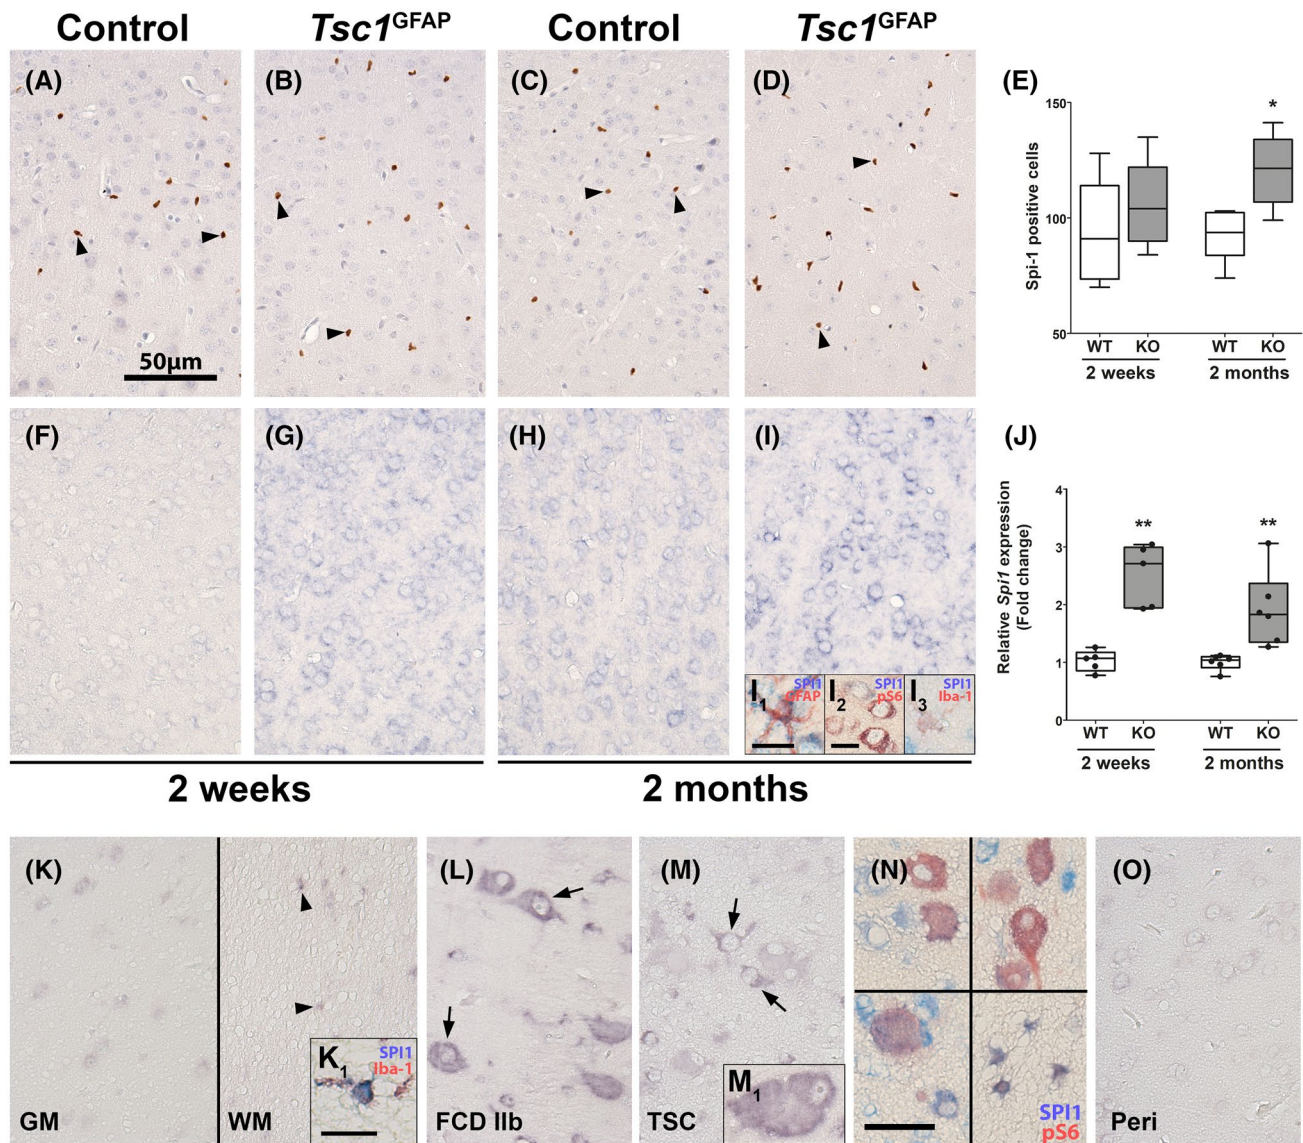 Control
Tsc1GFAP
Control
Tsc1GFAP
(A)
(B)
(C)
(D)
(E)
50µm
150
100
50
Spi-1 positive cells
*
WT
KO
WT
KO
2 weeks
2 months
(F)
(G)
(H)
(I)
(J)
I1
SPI1
GFAP
I2
SPI1
pS6
I3
SPI1
Iba-1
4
3
2
1
0
Relative Spi1 expression
(Fold change)
**
**
WT
KO
WT
KO
2 weeks
2 months
2 weeks
2 months
(K)
(L)
(M)
(N)
(O)
K1
SPI1
Iba-1
M1
GM
WM
FCD IIb
TSC
SPI1
pS6
Peri